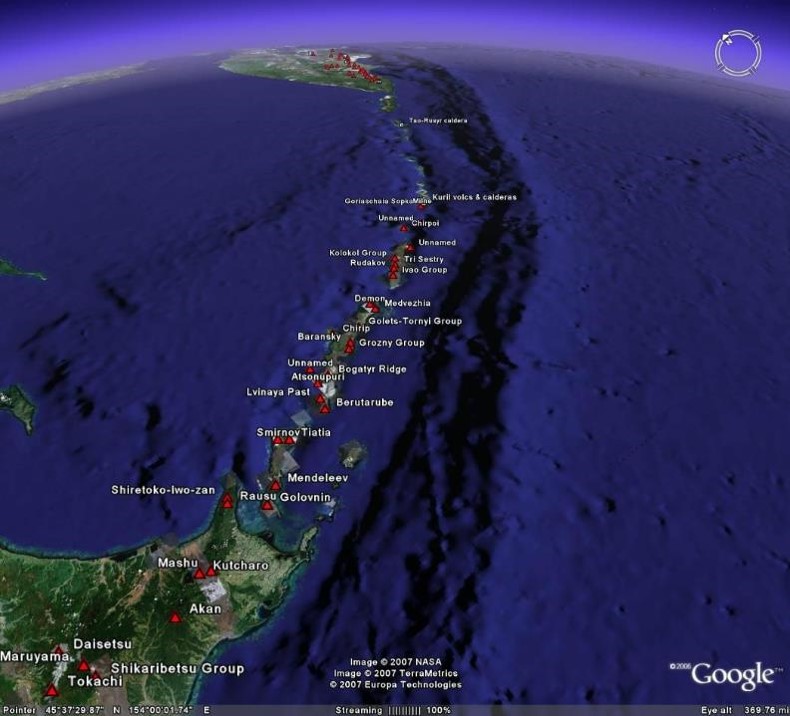 N
Tao-Rusyr caldera
Kuril volcs & calderas
Goriaschaia Sopka
Milne
Unnamed
Chirpoi
Unnamed
Kolokol Group
Tri Sestry
Rudakov
Ivao Group
Demon
Medvezhia
Golets-Tornyi Group
Chirip
Baransky
Grozny Group
Unnamed
Bogatyr Ridge
Atsonupuri
Lvinaya Past
Berutarube
Smirnov
Tiatia
Mendeleev
Shiretoko-Iwo-zan
Rausu
Golovnin
Mashu
Kutcharo
Akan
Daisetsu
Maruyama
Shikaribetsu Group
Tokachi
Image © 2007 NASA
Image © 2007 TerraMetrics
© 2007 Europa Technologies
©2006 Google™
Pointer 45°37'29.87" N 154°00'01.74" E Streaming |||||||||| 100% Eye alt 369.76 mi